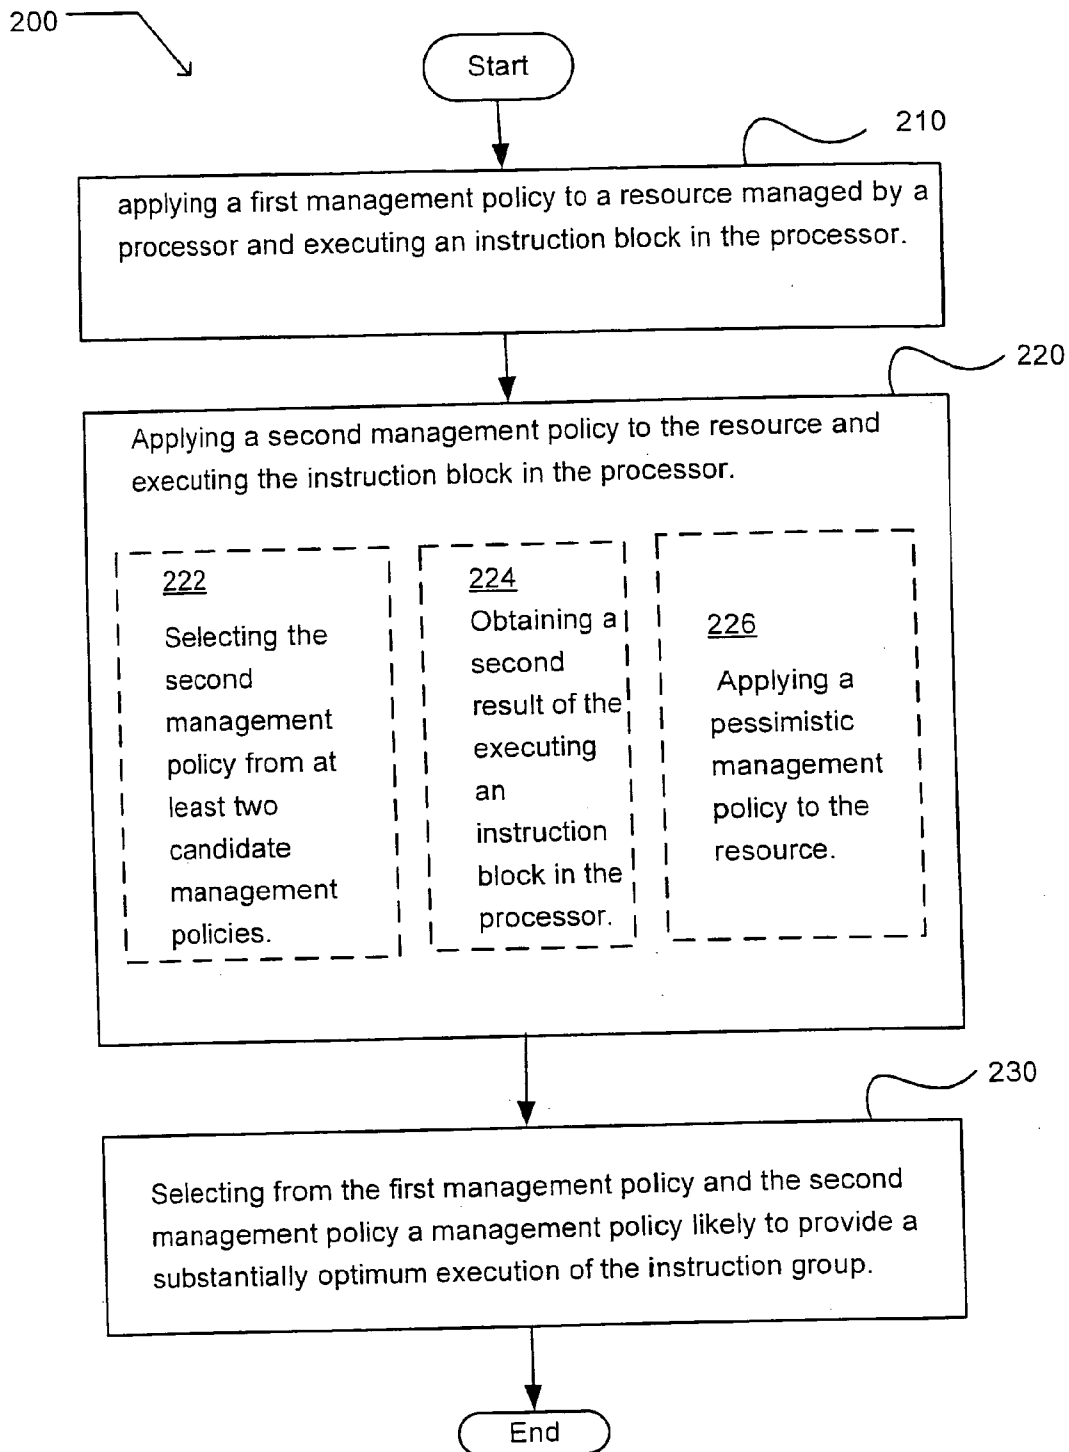 200
Start
210
applying a first management policy to a resource managed by a
processor and executing an instruction block in the processor.
220
Applying a second management policy to the resource and
executing the instruction block in the processor.
222
Selecting the
second
management
policy from at
least two
candidate
management
policies.
224
Obtaining a
second
result of the
executing
an
instruction
block in the
processor.
226
Applying a
pessimistic
management
policy to the
resource.
230
Selecting from the first management policy and the second
management policy a management policy likely to provide a
substantially optimum execution of the instruction group.
End